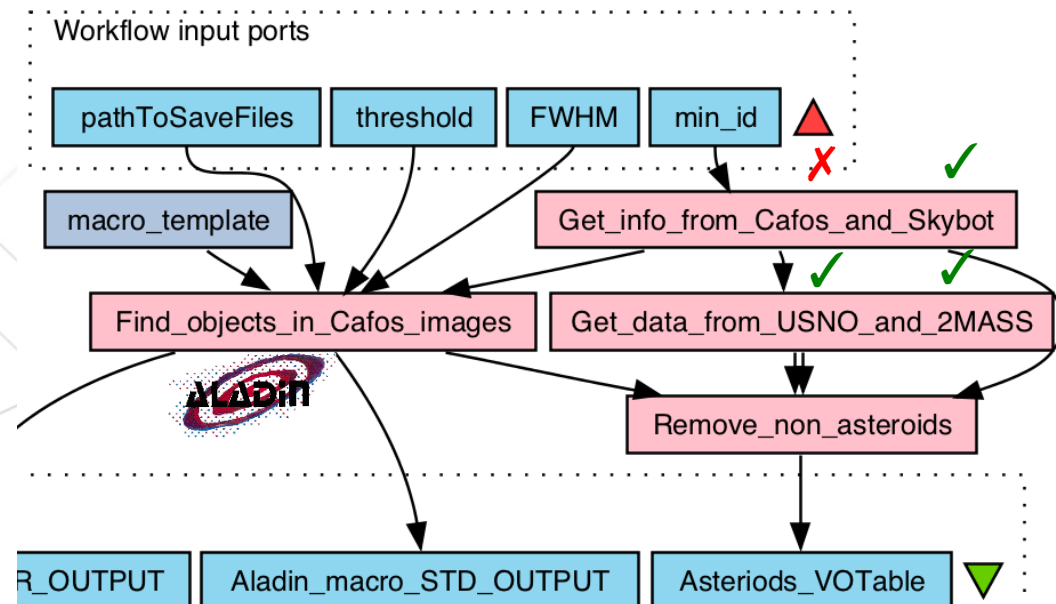 Workflow input ports
pathToSaveFiles
threshold
FWHM
min_id
macro_template
Get_info_from_Cafos_and_Skybot
Find_objects_in_Cafos_images
Get_data_from_USNO_and_2MASS
ALADiN
Remove_non_asteroids
R_OUTPUT
Aladin_macro_STD_OUTPUT
Asteriods_VOTable